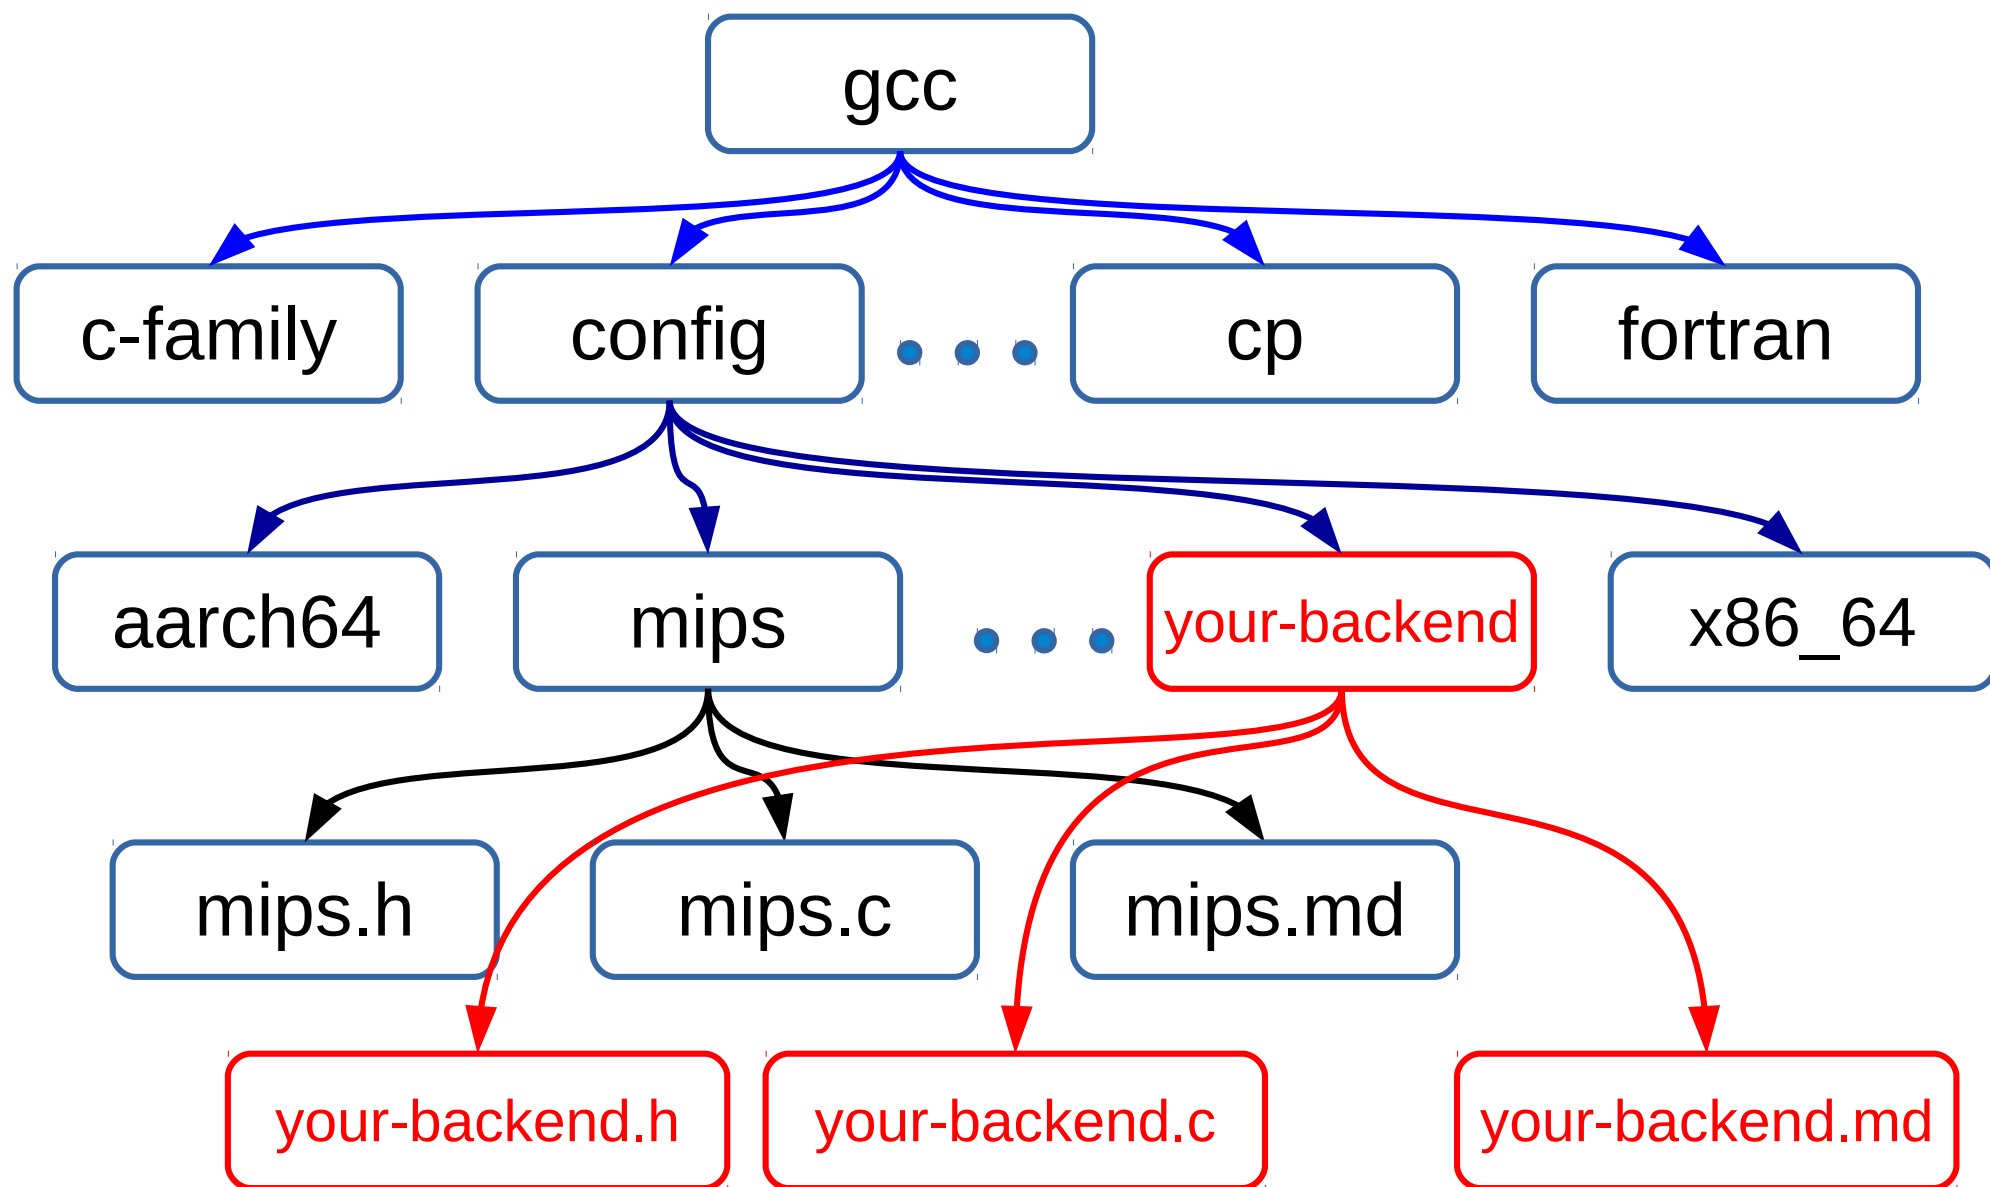 gcc
c-family
config
cp
fortran
aarch64
mips
your-backend
x86_64
mips.h
mips.c
mips.md
your-backend.h
your-backend.c
your-backend.md